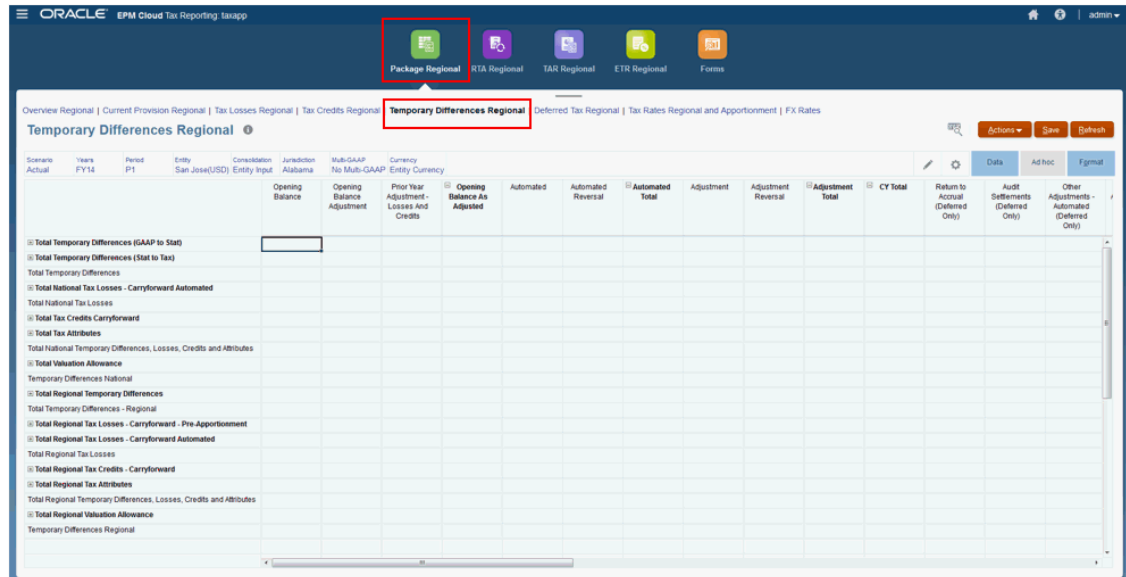 ORACLE EPM Cloud Tax Reporting: taxapp
admin
Package Regional
RTA Regional
TAR Regional
ETR Regional
Forms
Overview Regional | Current Provision Regional | Tax Losses Regional | Tax Credits Regional Temporary Differences Regional Deferred Tax Regional | Tax Rates Regional and Apportionment | FX Rates
Temporary Differences Regional
Actions
Save
Refresh
Scenario Years Period Entity Consolidation Jurisdiction Multi-GAAP Currency
Actual FY14 P1 San Jose(USD) Entity Input Alabama No Multi-GAAP Entity Currency
Data
Ad hoc
Format
Opening Balance
Opening Balance Adjustment
Prior Year Adjustment - Losses And Credits
Opening Balance As Adjusted
Automated
Automated Reversal
Automated Total
Adjustment
Adjustment Reversal
Adjustment Total
CY Total
Return to Accrual (Deferred Only)
Audit Settlements (Deferred Only)
Other Adjustments - Automated (Deferred Only)
Total Temporary Differences (GAAP to Stat)
Total Temporary Differences (Stat to Tax)
Total Temporary Differences
Total National Tax Losses - Carryforward Automated
Total National Tax Losses
Total Tax Credits Carryforward
Total Tax Attributes
Total National Temporary Differences, Losses, Credits and Attributes
Total Valuation Allowance
Temporary Differences National
Total Regional Temporary Differences
Total Temporary Differences - Regional
Total Regional Tax Losses - Carryforward - Pre-Apportionment
Total Regional Tax Losses - Carryforward Automated
Total Regional Tax Losses
Total Regional Tax Credits - Carryforward
Total Regional Tax Attributes
Total Regional Temporary Differences, Losses, Credits and Attributes
Total Regional Valuation Allowance
Temporary Differences Regional